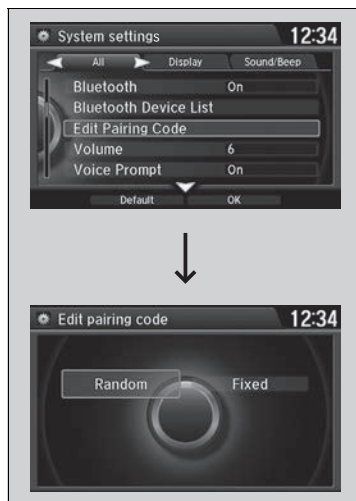 System settings 12:34
All Display Sound/Beep
Bluetooth On
Bluetooth Device List
Edit Pairing Code
Volume 6
Voice Prompt On
Default OK
Edit pairing code 12:34
Random Fixed